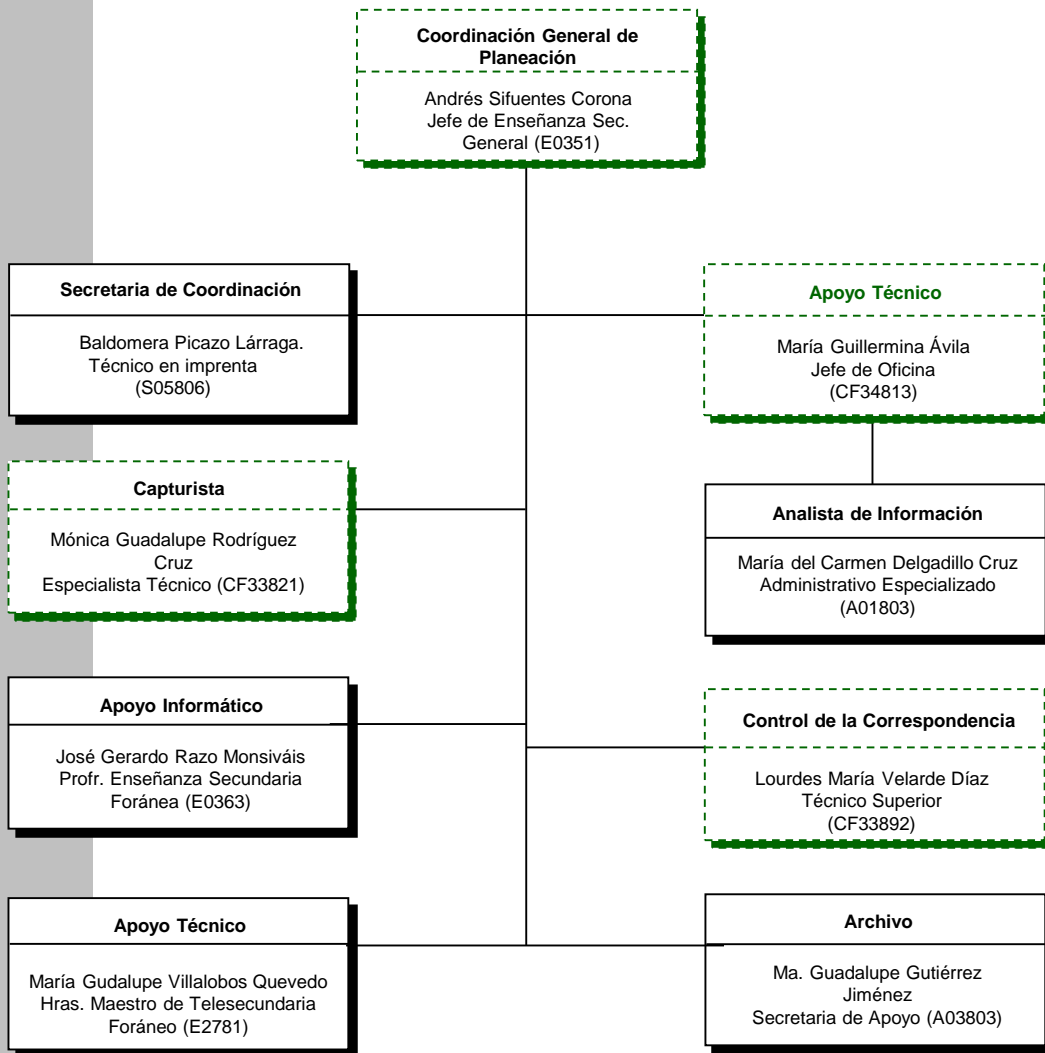 Coordinación General de
Planeación
Andrés Sifuentes Corona
Jefe de Enseñanza Sec.
General (E0351)
Secretaria de Coordinación
Baldomera Picazo Lárraga.
Técnico en imprenta
(S05806)
Apoyo Técnico
María Guillermina Ávila
Jefe de Oficina
(CF34813)
Capturista
Mónica Guadalupe Rodríguez
Cruz
Especialista Técnico (CF33821)
Analista de Información
María del Carmen Delgadillo Cruz
Administrativo Especializado
(A01803)
Apoyo Informático
José Gerardo Razo Monsiváis
Profr. Enseñanza Secundaria
Foránea (E0363)
Control de la Correspondencia
Lourdes María Velarde Díaz
Técnico Superior
(CF33892)
Apoyo Técnico
María Gudalupe Villalobos Quevedo
Hras. Maestro de Telesecundaria
Foráneo (E2781)
Archivo
Ma. Guadalupe Gutiérrez
Jiménez
Secretaria de Apoyo (A03803)